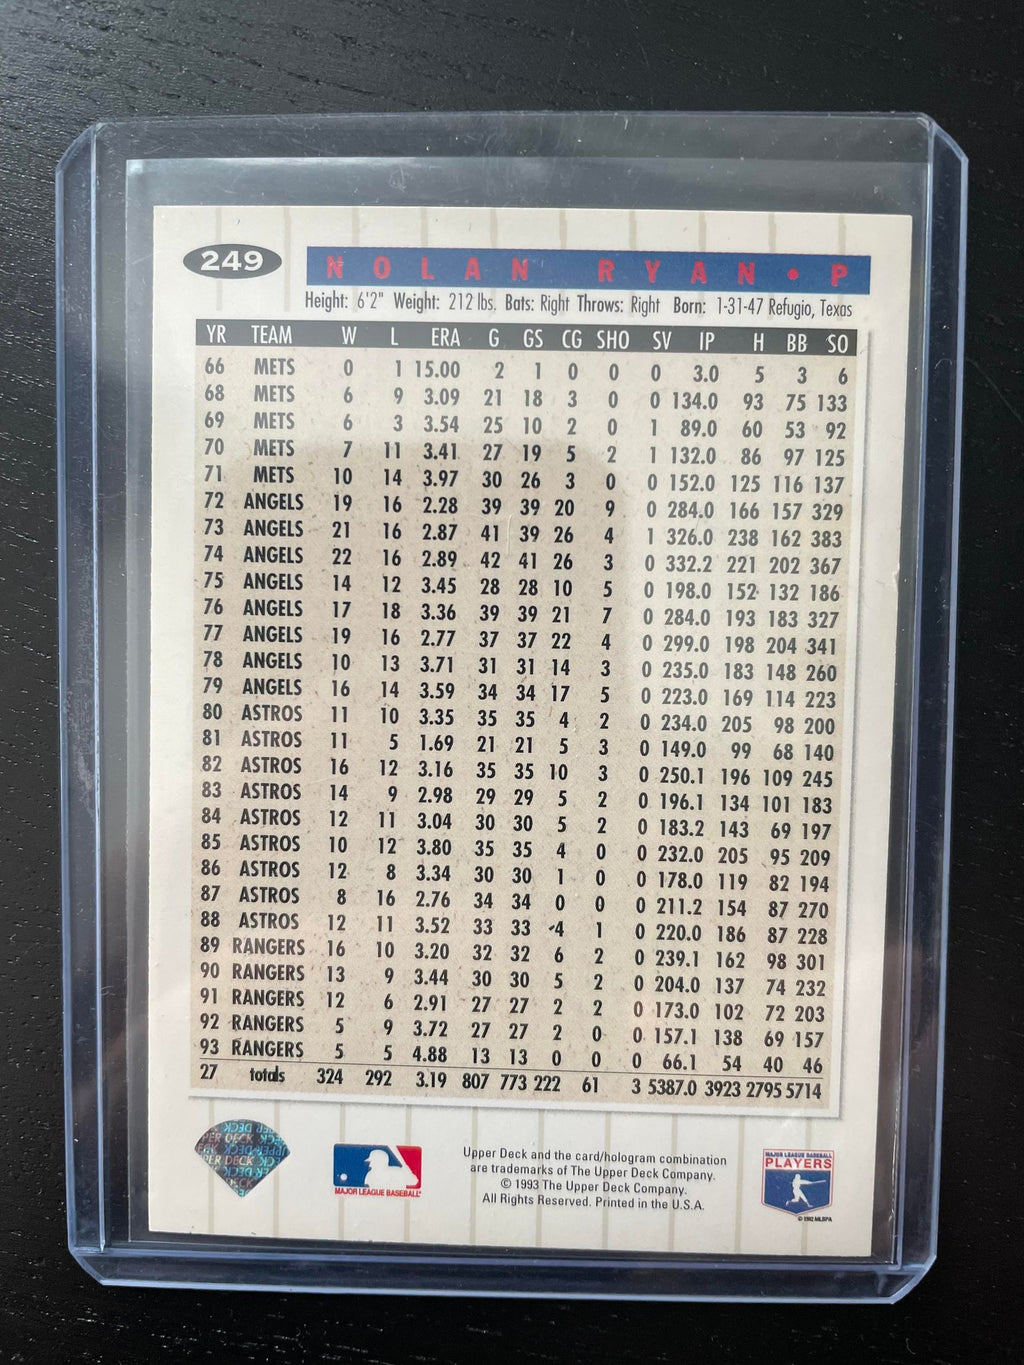 249
NOLAN RYAN • P
Height: 6'2" Weight: 212 lbs. Bats: Right Throws: Right Born: 1-31-47 Refugio, Texas
YR TEAM W L ERA G GS CG SHO SV IP H BB SO
66 METS 0 1 15.00 2 1 0 0 0 3.0 5 3 6
68 METS 6 9 3.09 21 18 3 0 0 134.0 93 75 133
69 METS 6 3 3.54 25 10 2 0 1 89.0 60 53 92
70 METS 7 11 3.41 27 19 5 2 1 132.0 86 97 125
71 METS 10 14 3.97 30 26 3 0 0 152.0 125 116 137
72 ANGELS 19 16 2.28 39 39 20 9 0 284.0 166 157 329
73 ANGELS 21 16 2.87 41 39 26 4 1 326.0 238 162 383
74 ANGELS 22 16 2.89 42 41 26 3 0 332.2 221 202 367
75 ANGELS 14 12 3.45 28 28 10 5 0 198.0 152 132 186
76 ANGELS 17 18 3.36 39 39 21 7 0 284.0 193 183 327
77 ANGELS 19 16 2.77 37 37 22 4 0 299.0 198 204 341
78 ANGELS 10 13 3.71 31 31 14 3 0 235.0 183 148 260
79 ANGELS 16 14 3.59 34 34 17 5 0 223.0 169 114 223
80 ASTROS 11 10 3.35 35 35 4 2 0 234.0 205 98 200
81 ASTROS 11 5 1.69 21 21 5 3 0 149.0 99 68 140
82 ASTROS 16 12 3.16 35 35 10 3 0 250.1 196 109 245
83 ASTROS 14 9 2.98 29 29 5 2 0 196.1 134 101 183
84 ASTROS 12 11 3.04 30 30 5 2 0 183.2 143 69 197
85 ASTROS 10 12 3.80 35 35 4 0 0 232.0 205 95 209
86 ASTROS 12 8 3.34 30 30 1 0 0 178.0 119 82 194
87 ASTROS 8 16 2.76 34 34 0 0 0 211.2 154 87 270
88 ASTROS 12 11 3.52 33 33 4 1 0 220.0 186 87 228
89 RANGERS 16 10 3.20 32 32 6 2 0 239.1 162 98 301
90 RANGERS 13 9 3.44 30 30 5 2 0 204.0 137 74 232
91 RANGERS 12 6 2.91 27 27 2 2 0 173.0 102 72 203
92 RANGERS 5 9 3.72 27 27 2 0 0 157.1 138 69 157
93 RANGERS 5 5 4.88 13 13 0 0 0 66.1 54 40 46
27 totals 324 292 3.19 807 773 222 61 3 5387.0 3923 2795 5714
UPPER DECK
MAJOR LEAGUE BASEBALL
Upper Deck and the card/hologram combination
are trademarks of The Upper Deck Company.
© 1993 The Upper Deck Company.
All Rights Reserved. Printed in the U.S.A.
MAJOR LEAGUE BASEBALL
PLAYERS
© 1992 MLBPA